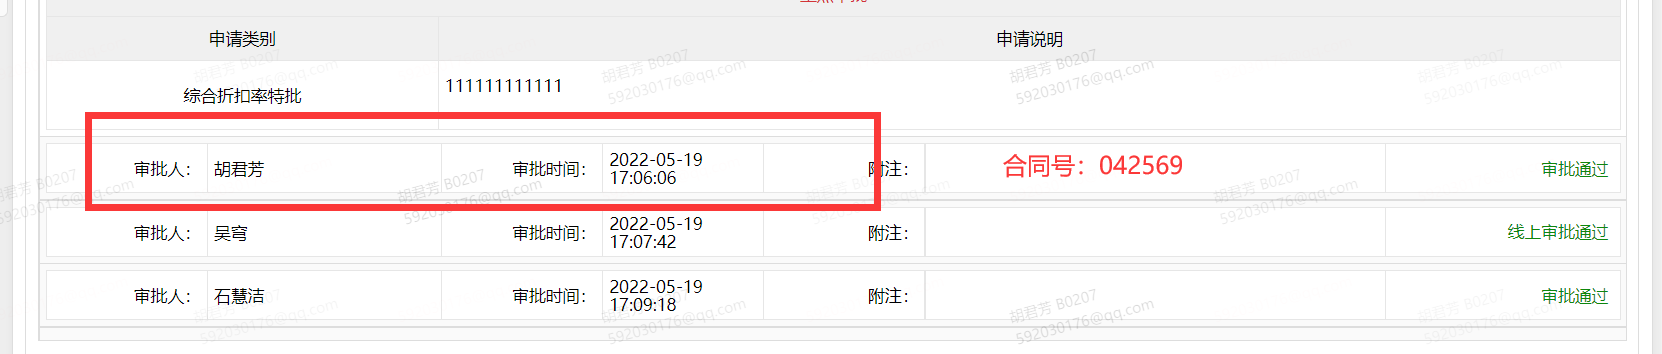 申请类别 申请说明
综合折扣率特批 111111111111
审批人： 胡君芳 审批时间： 2022-05-19 17:06:06 附注： 合同号：042569 审批通过
审批人： 吴穹 审批时间： 2022-05-19 17:07:42 附注： 线上审批通过
审批人： 石慧洁 审批时间： 2022-05-19 17:09:18 附注： 审批通过
胡君芳 B0207
592030176@qq.com